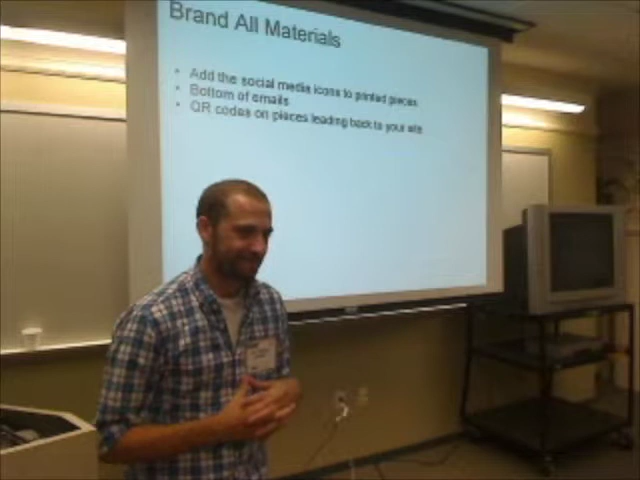 Brand All Materials
• Add the social media icons to printed pieces
• Bottom of emails
• QR codes on pieces leading back to your site